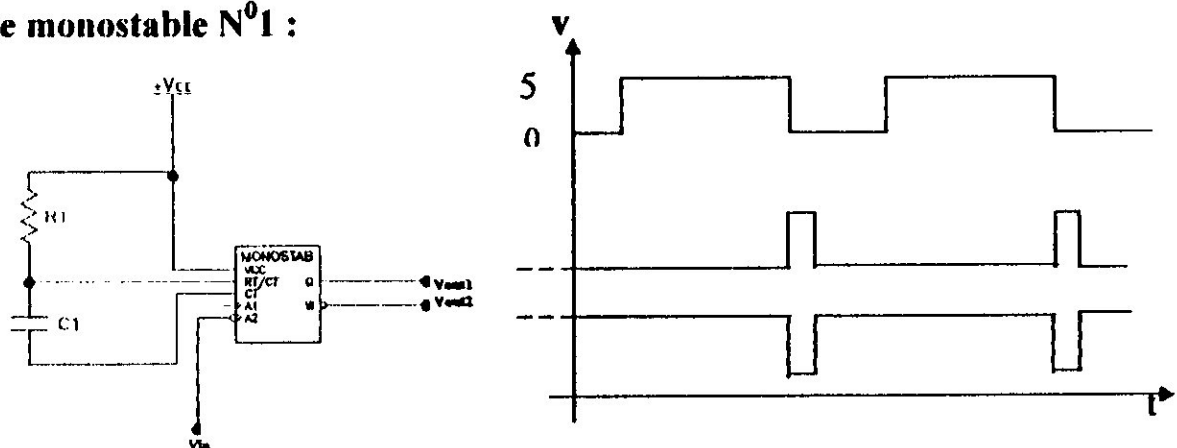 e monostable N⁰1 :
+Vcc
R1
C1
MONOSTAB
VCC
RT/CT
CT
A1
A2
Q
Vout1
Vout2
Vin
v
5
0
t